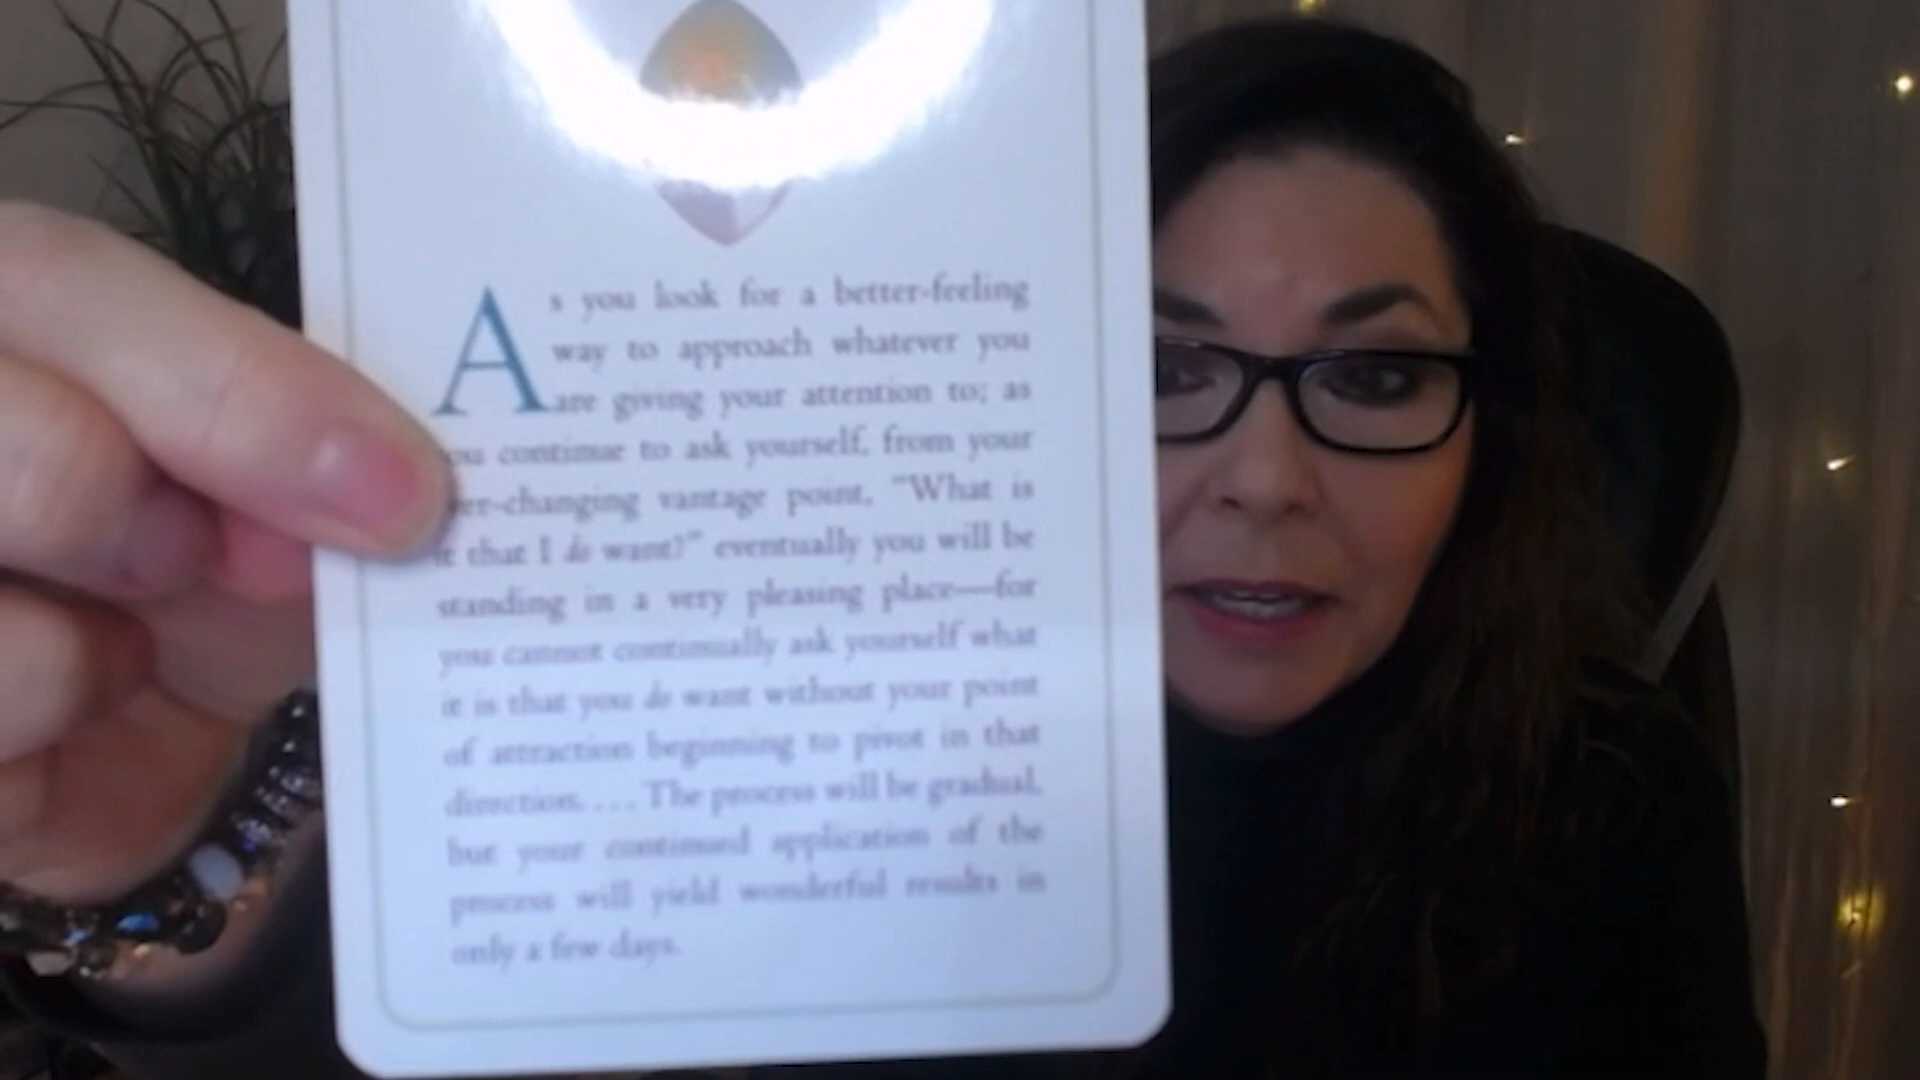 As you look for a better-feeling
way to approach whatever you
are giving your attention to; as
you continue to ask yourself, from your
ever-changing vantage point, "What is
it that I do want?" eventually you will be
standing in a very pleasing place—for
you cannot continually ask yourself what
it is that you do want without your point
of attraction beginning to pivot in that
direction. . . . The process will be gradual,
but your continued application of the
process will yield wonderful results in
only a few days.